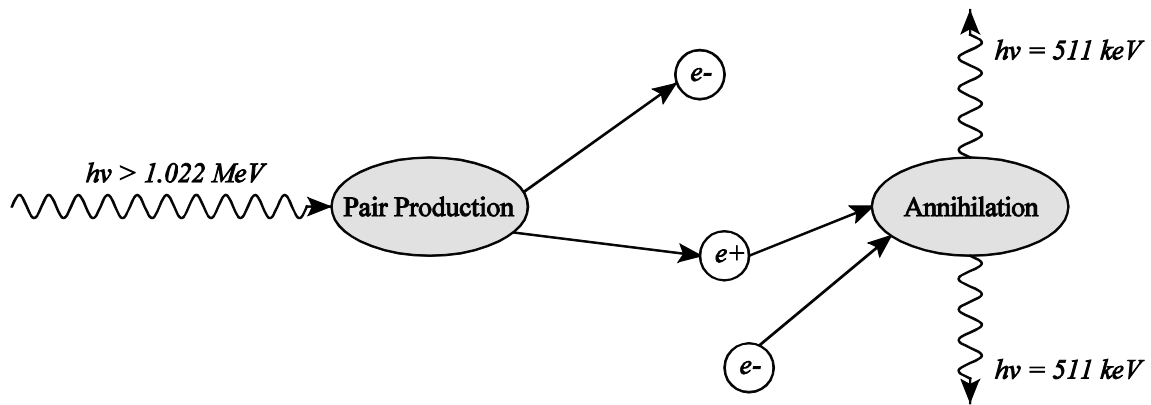 hν > 1.022 MeV
Pair Production
e-
e+
e-
Annihilation
hν = 511 keV
hν = 511 keV